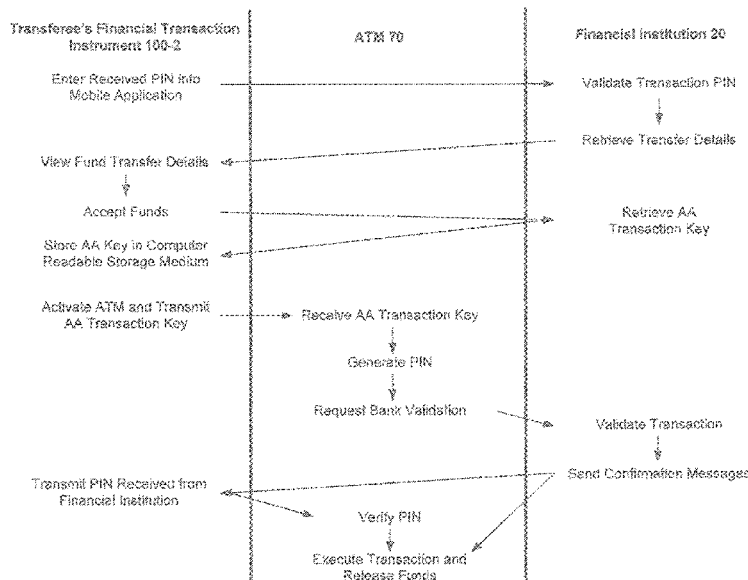 Transferee's Financial Transaction
Instrument 100-2
ATM 70
Financial Institution 20
Enter Received PIN into
Mobile Application
Validate Transaction PIN
Retrieve Transfer Details
View Fund Transfer Details
Accept Funds
Retrieve AA
Transaction Key
Store AA Key in Computer
Readable Storage Medium
Activate ATM and Transmit
AA Transaction Key
Receive AA Transaction Key
Generate PIN
Request Bank Validation
Validate Transaction
Send Confirmation Messages
Transmit PIN Received from
Financial Institution
Verify PIN
Execute Transaction and
Release Funds